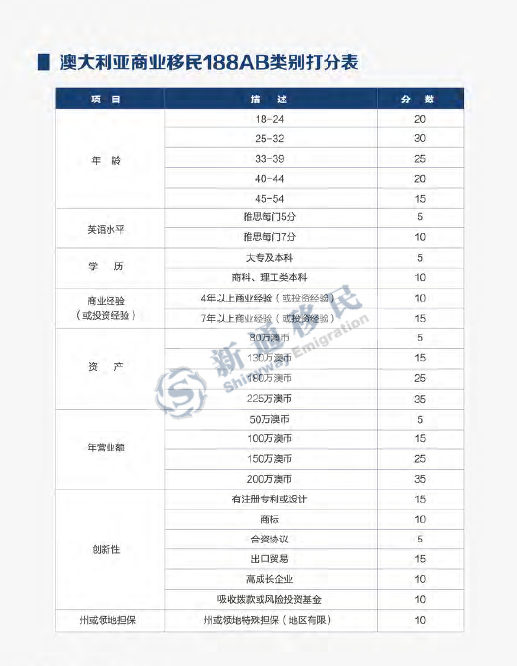 澳大利亚商业移民188AB类别打分表
项 目 描 述 分 数
年 龄
18-24 20
25-32 30
33-39 25
40-44 20
45-54 15
英语水平
雅思每门5分 5
雅思每门7分 10
学 历
大专及本科 5
商科、理工类本科 10
商业经验
(或投资经验)
4年以上商业经验(或投资经验) 10
7年以上商业经验(或投资经验) 15
资 产
80万澳币 5
130万澳币 15
180万澳币 25
225万澳币 35
年营业额
50万澳币 5
100万澳币 15
150万澳币 25
200万澳币 35
创新性
有注册专利或设计 15
商标 10
合资协议 5
出口贸易 15
高成长企业 10
吸收拨款或风险投资基金 10
州或领地担保 州或领地特殊担保(地区有限) 10
新通移民
Shinyway Emigration